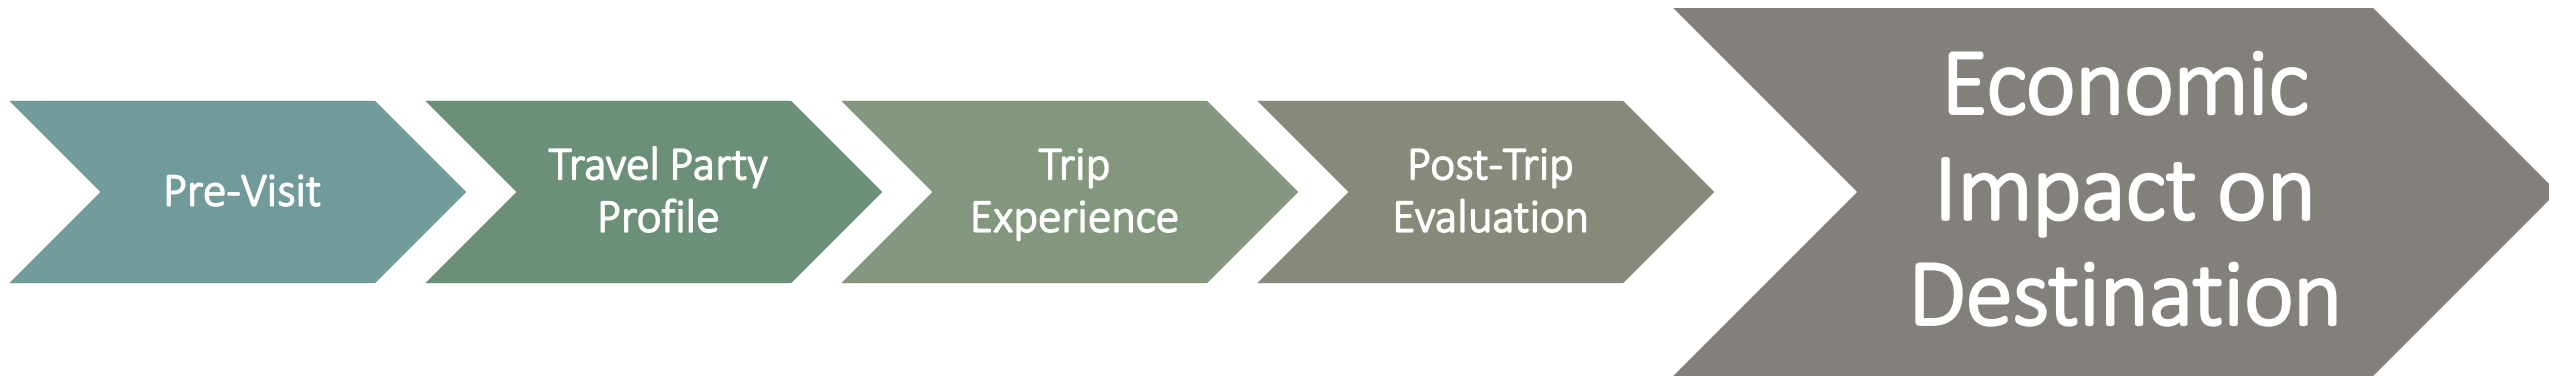 Pre-Visit
Travel Party
Profile
Trip
Experience
Post-Trip
Evaluation
Economic
Impact on
Destination